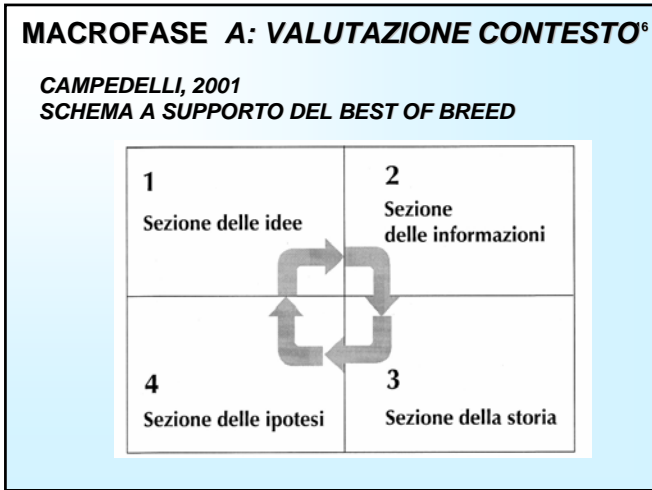 MACROFASE A: VALUTAZIONE CONTESTO 16
CAMPEDELLI, 2001
SCHEMA A SUPPORTO DEL BEST OF BREED
1
Sezione delle idee
2
Sezione
delle informazioni
4
Sezione delle ipotesi
3
Sezione della storia